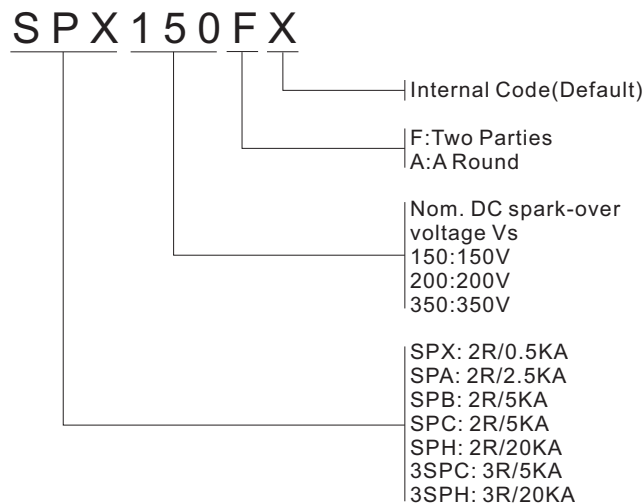 SPX150FX
Internal Code(Default)
F:Two Parties
A:A Round
Nom. DC spark-over
voltage Vs
150:150V
200:200V
350:350V
SPX: 2R/0.5KA
SPA: 2R/2.5KA
SPB: 2R/5KA
SPC: 2R/5KA
SPH: 2R/20KA
3SPC: 3R/5KA
3SPH: 3R/20KA